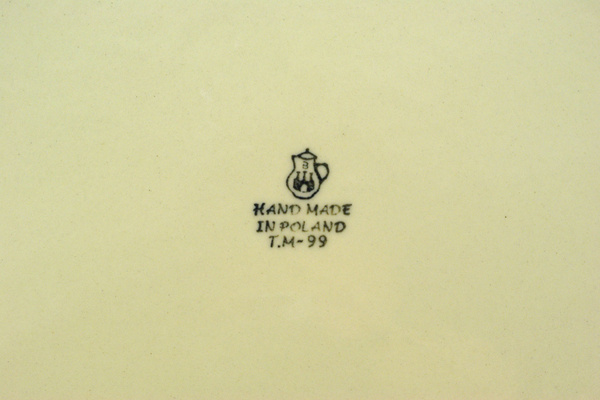 B
HAND MADE
IN POLAND
T.M-99